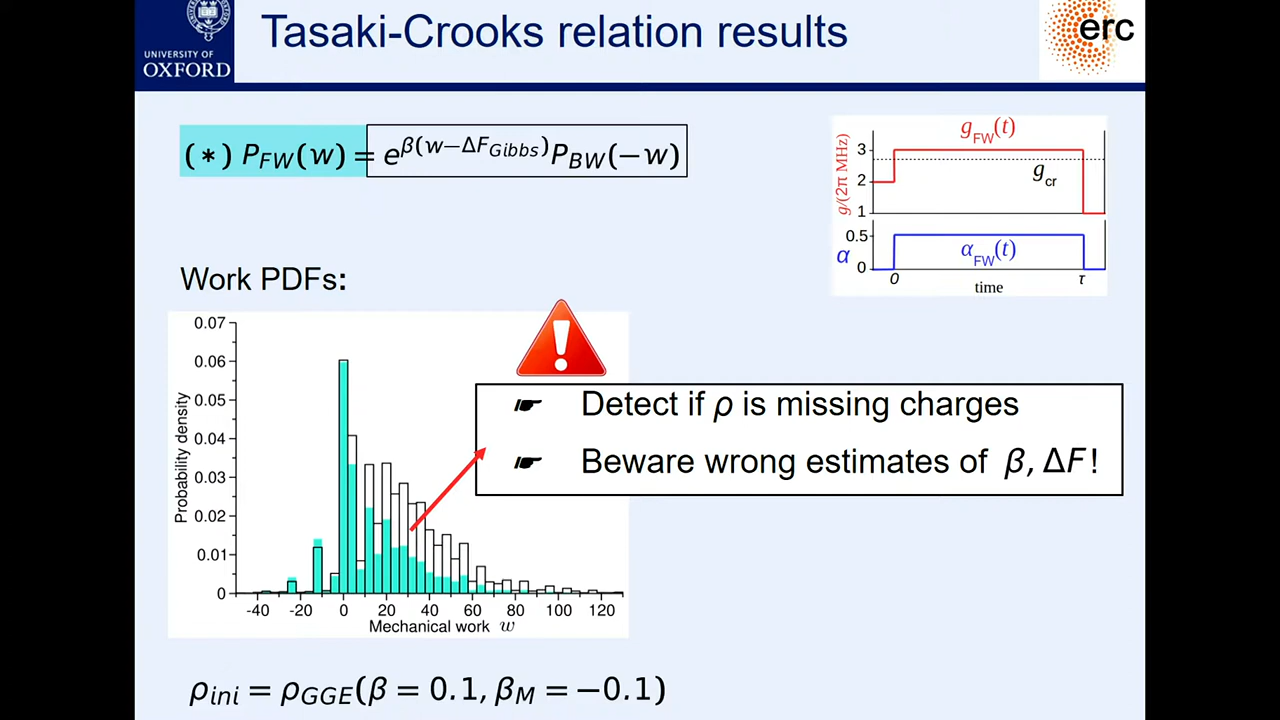 Tasaki-Crooks relation results
UNIVERSITY OF
OXFORD
erc
(∗) P_FW(w) = e^{β(w−ΔF_Gibbs)}P_BW(−w)
g_FW(t)
g/(2π MHz)
3
2
1
g_cr
α
0.5
0
α_FW(t)
0
τ
time
Work PDFs:
Probability density
0.07
0.06
0.05
0.04
0.03
0.02
0.01
0
-40 -20 0 20 40 60 80 100 120
Mechanical work w
!
☛ Detect if ρ is missing charges
☛ Beware wrong estimates of β, ΔF!
ρ_ini = ρ_GGE(β = 0.1, β_M = −0.1)